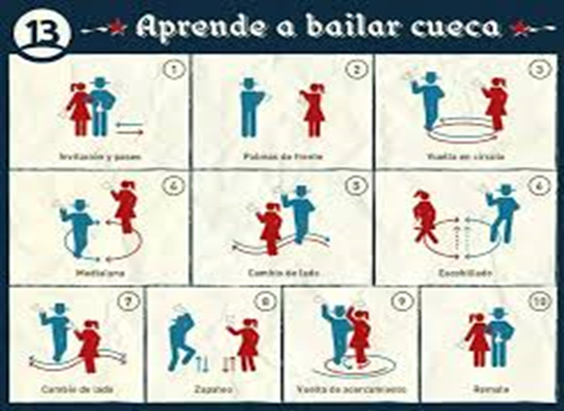 13
Aprende a bailar cueca
1
Invitación y paseo
2
Palmas de frente
3
Vuelta en círculo
4
Medialuna
5
Cambio de lado
6
Escobillado
7
Cambio de lado
8
Zapateo
9
Vuelta de acercamiento
10
Remate